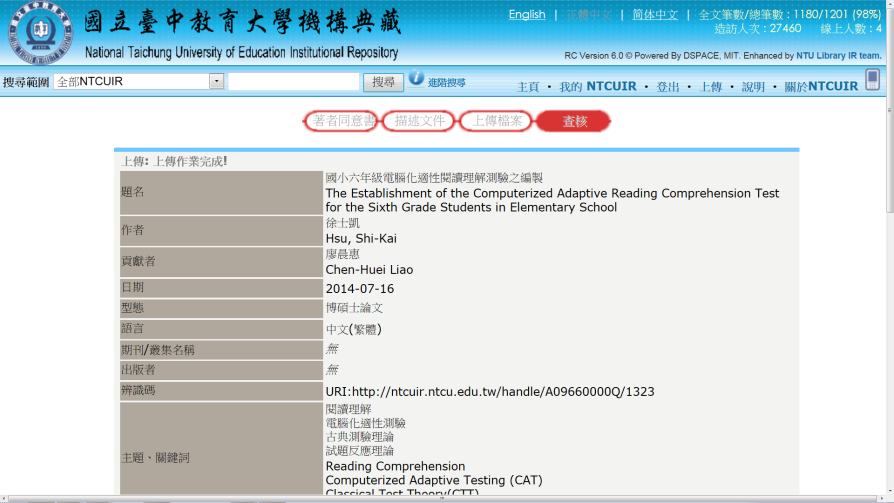 國立臺中教育大學機構典藏
National Taichung University of Education Institutional Repository
English | 正體中文 | 简体中文 | 全文筆數/總筆數 : 1180/1201 (98%)
造訪人次 : 27460 線上人數 : 4
RC Version 6.0 © Powered By DSPACE, MIT. Enhanced by NTU Library IR team.
搜尋範圍 全部NTCUIR 搜尋 進階搜尋
主頁 ‧ 我的 NTCUIR ‧ 登出 ‧ 上傳 ‧ 說明 ‧ 關於NTCUIR
著者同意書 描述文件 上傳檔案 查核
上傳: 上傳作業完成!
題名
國小六年級電腦化適性閱讀理解測驗之編製
The Establishment of the Computerized Adaptive Reading Comprehension Test
for the Sixth Grade Students in Elementary School
作者
徐士凱
Hsu, Shi-Kai
貢獻者
廖晨惠
Chen-Huei Liao
日期 2014-07-16
型態 博碩士論文
語言 中文(繁體)
期刊/叢集名稱 無
出版者 無
辨識碼 URI:http://ntcuir.ntcu.edu.tw/handle/A09660000Q/1323
主題、關鍵詞
閱讀理解
電腦化適性測驗
古典測驗理論
試題反應理論
Reading Comprehension
Computerized Adaptive Testing (CAT)
Classical Test Theory(CTT)